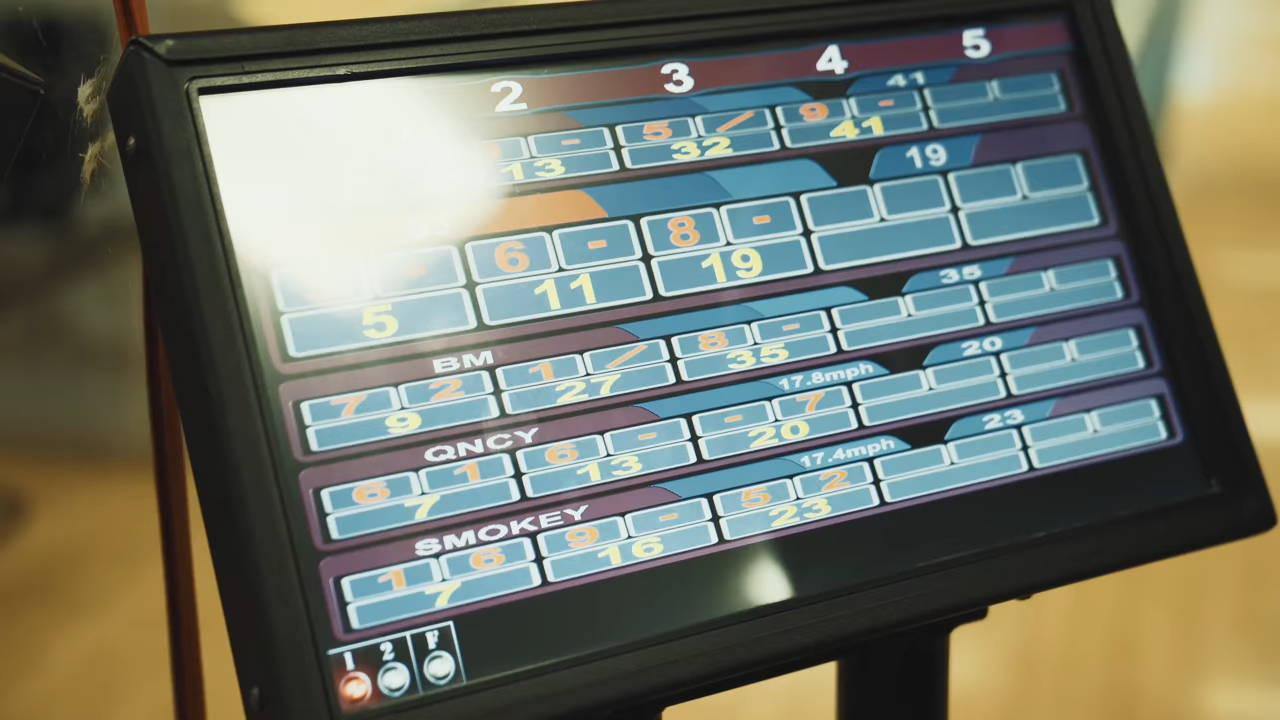 2 3 4 5
41
- 5 / 9 -
13 32 41
19
- 6 - 8 -
5 11 19
35
BM
7 2 1 / 8 -
9 27 35
20
17.8mph
QNCY
6 1 6 - - 7
7 13 20
23
17.4mph
SMOKEY
1 6 9 - 5 2
7 16 23
1 2 F